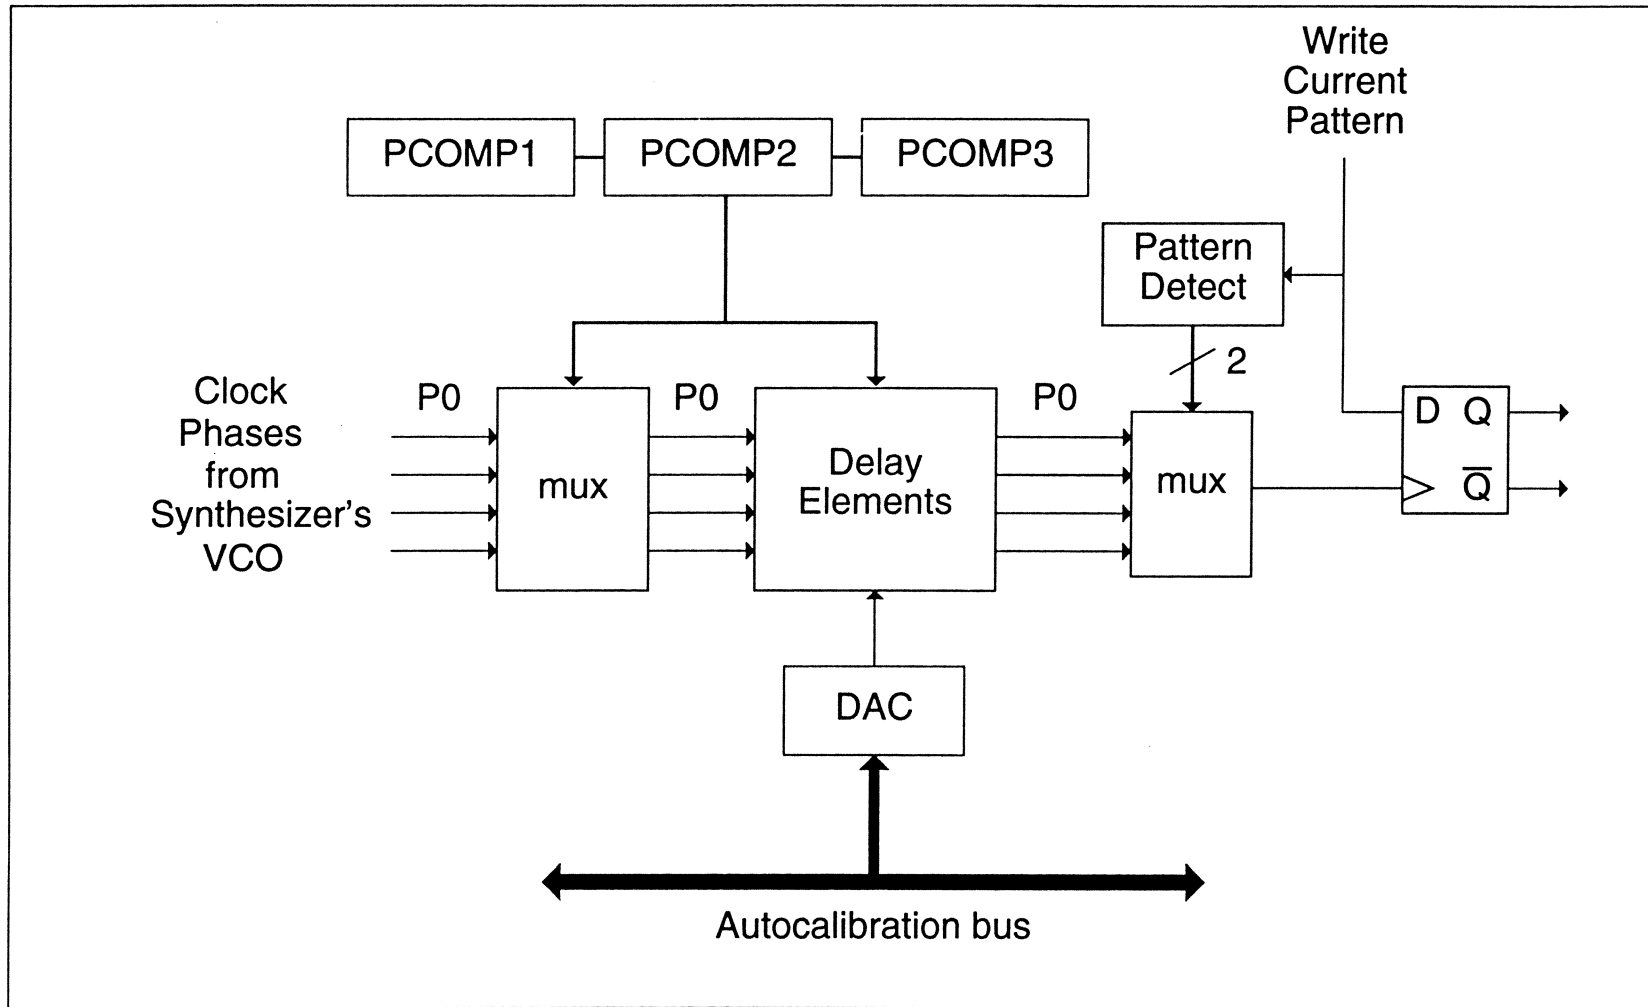 Write
Current
Pattern
PCOMP1
PCOMP2
PCOMP3
Pattern
Detect
2
Clock
Phases
from
Synthesizer's
VCO
P0
P0
P0
mux
Delay
Elements
mux
D Q
Q̅
DAC
Autocalibration bus